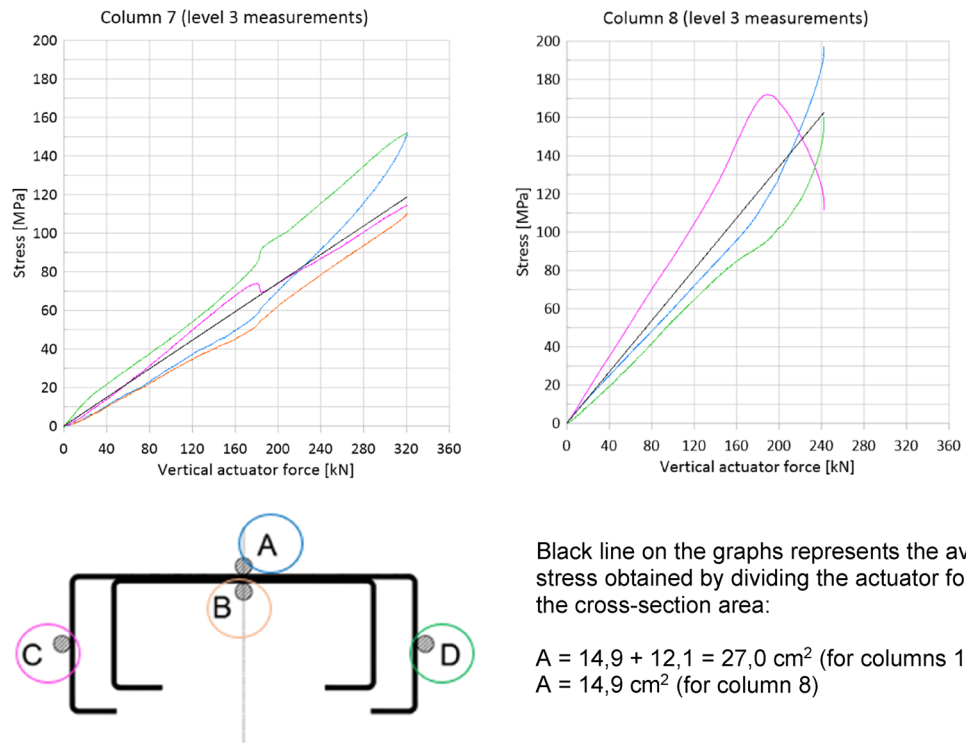 Column 7 (level 3 measurements)
200
180
160
140
120
100
80
60
40
20
0
Stress [MPa]
0 40 80 120 160 200 240 280 320 360
Vertical actuator force [kN]
Column 8 (level 3 measurements)
200
180
160
140
120
100
80
60
40
20
0
Stress [MPa]
0 40 80 120 160 200 240 280 320 360
Vertical actuator force [kN]
A
B
C
D
Black line on the graphs represents the av
stress obtained by dividing the actuator fo
the cross-section area:
A = 14,9 + 12,1 = 27,0 cm² (for columns 1
A = 14,9 cm² (for column 8)